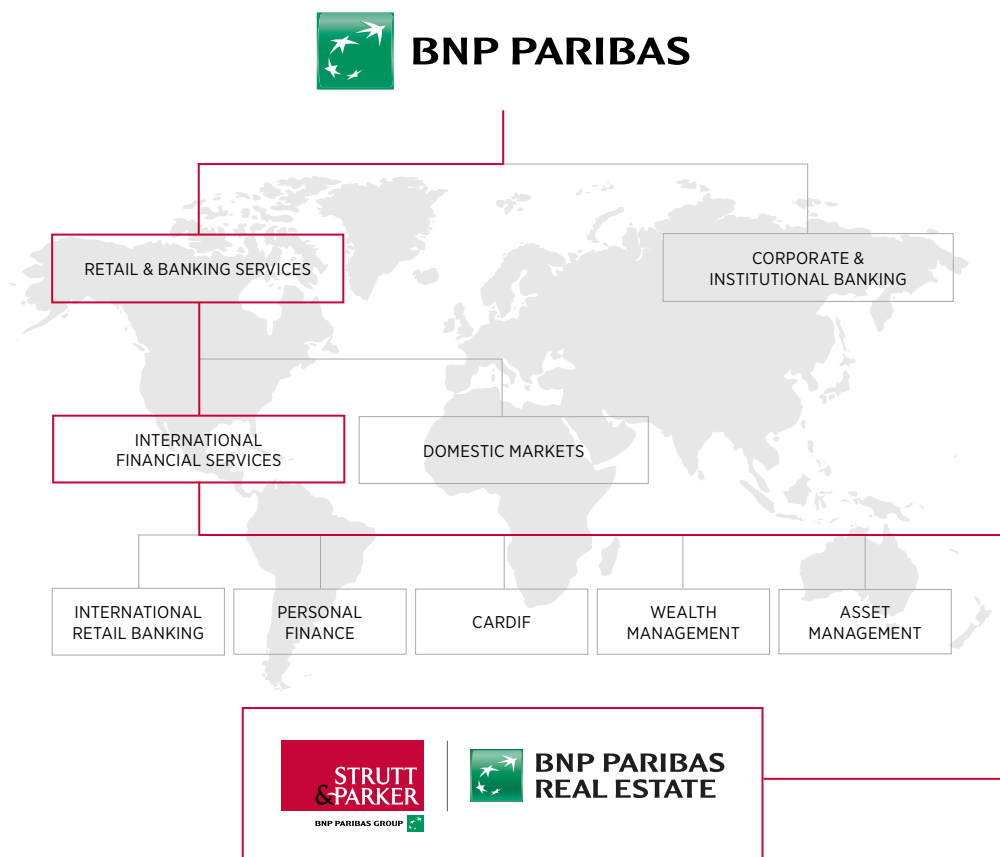 BNP PARIBAS
RETAIL & BANKING SERVICES
CORPORATE &
INSTITUTIONAL BANKING
INTERNATIONAL
FINANCIAL SERVICES
DOMESTIC MARKETS
INTERNATIONAL
RETAIL BANKING
PERSONAL
FINANCE
CARDIF
WEALTH
MANAGEMENT
ASSET
MANAGEMENT
STRUTT
&PARKER
BNP PARIBAS GROUP
BNP PARIBAS
REAL ESTATE